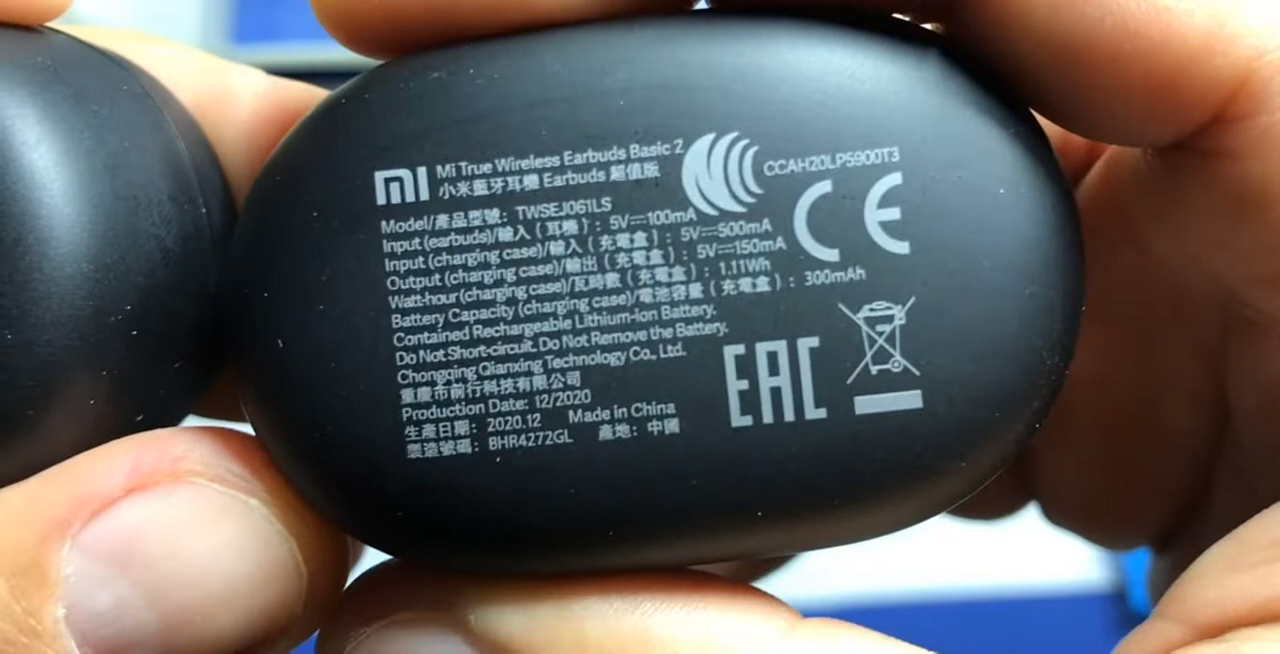 mi Mi True Wireless Earbuds Basic 2
小米藍牙耳機 Earbuds 超值版
CCAH20LP5900T3
Model/產品型號: TWSEJ061LS
Input (earbuds)/輸入 (耳機) : 5V⎓100mA
Input (charging case)/輸入 (充電盒) : 5V⎓500mA
Output (charging case)/輸出 (充電盒) : 5V⎓150mA
Watt-hour (charging case)/瓦時數 (充電盒) : 1.11Wh
Battery Capacity (charging case)/電池容量 (充電盒) : 300mAh
Contained Rechargeable Lithium-ion Battery.
Do Not Short-circuit. Do Not Remove the Battery.
Chongqing Qianxing Technology Co., Ltd.
重慶市前行科技有限公司
Production Date: 12/2020
生產日期: 2020.12 Made in China
製造號碼: BHR4272GL 產地: 中國
CE
EAC